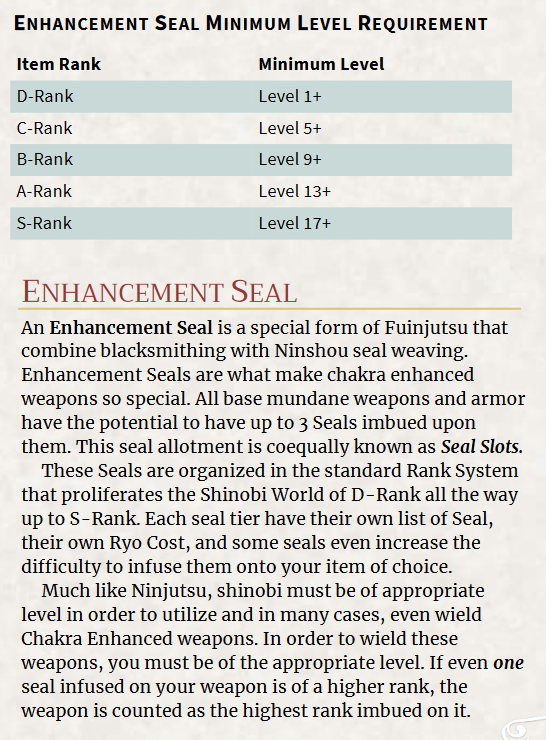 Enhancement Seal Minimum Level Requirement
Item Rank Minimum Level
D-Rank Level 1+
C-Rank Level 5+
B-Rank Level 9+
A-Rank Level 13+
S-Rank Level 17+
Enhancement Seal
An Enhancement Seal is a special form of Fuinjutsu that
combine blacksmithing with Ninshou seal weaving.
Enhancement Seals are what make chakra enhanced
weapons so special. All base mundane weapons and armor
have the potential to have up to 3 Seals imbued upon
them. This seal allotment is coequally known as Seal Slots.
These Seals are organized in the standard Rank System
that proliferates the Shinobi World of D-Rank all the way
up to S-Rank. Each seal tier have their own list of Seal,
their own Ryo Cost, and some seals even increase the
difficulty to infuse them onto your item of choice.
Much like Ninjutsu, shinobi must be of appropriate
level in order to utilize and in many cases, even wield
Chakra Enhanced weapons. In order to wield these
weapons, you must be of the appropriate level. If even one
seal infused on your weapon is of a higher rank, the
weapon is counted as the highest rank imbued on it.